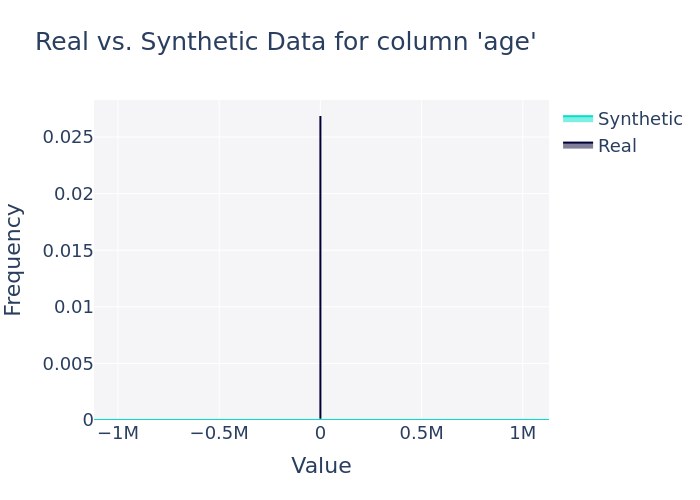 Real vs. Synthetic Data for column 'age'
Synthetic
Real
Frequency
0.025
0.02
0.015
0.01
0.005
0
−1M
−0.5M
0
0.5M
1M
Value